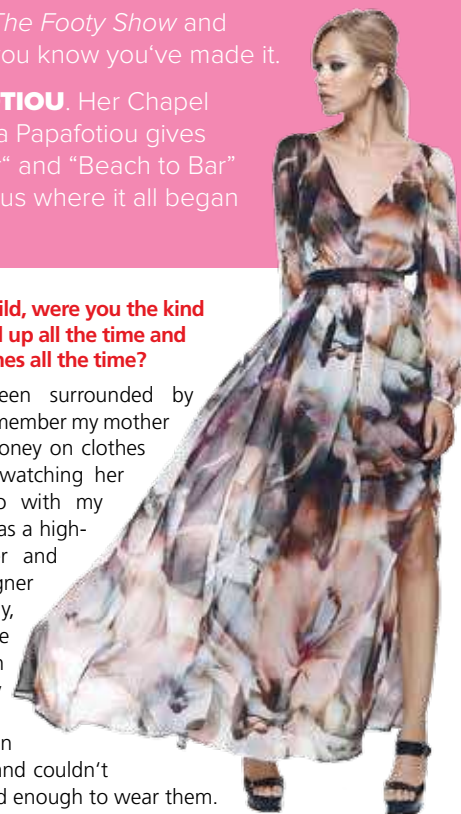 The Footy Show and
ou know you‘ve made it.
TIOU. Her Chapel
a Papafotiou gives
“ and “Beach to Bar”
us where it all began
ild, were you the kind
d up all the time and
nes all the time?
een surrounded by
member my mother
oney on clothes
watching her
o with my
as a high-
r and
gner
y,
e
n
y
n
and couldn’t
d enough to wear them.